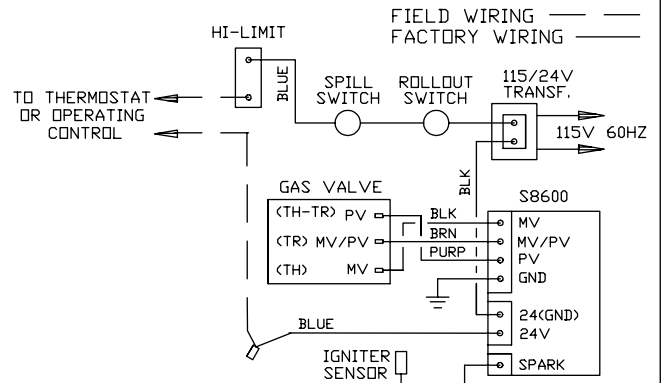 FIELD WIRING
FACTORY WIRING
HI-LIMIT
BLUE
SPILL
SWITCH
ROLLOUT
SWITCH
115/24V
TRANSF.
TO THERMOSTAT
OR OPERATING
CONTROL
115V 60HZ
BLK
GAS VALVE
S8600
(TH-TR) PV
BLK
MV
(TR) MV/PV
BRN
MV/PV
PURP
PV
(TH) MV
GND
24(GND)
BLUE
24V
IGNITER
SENSOR
SPARK